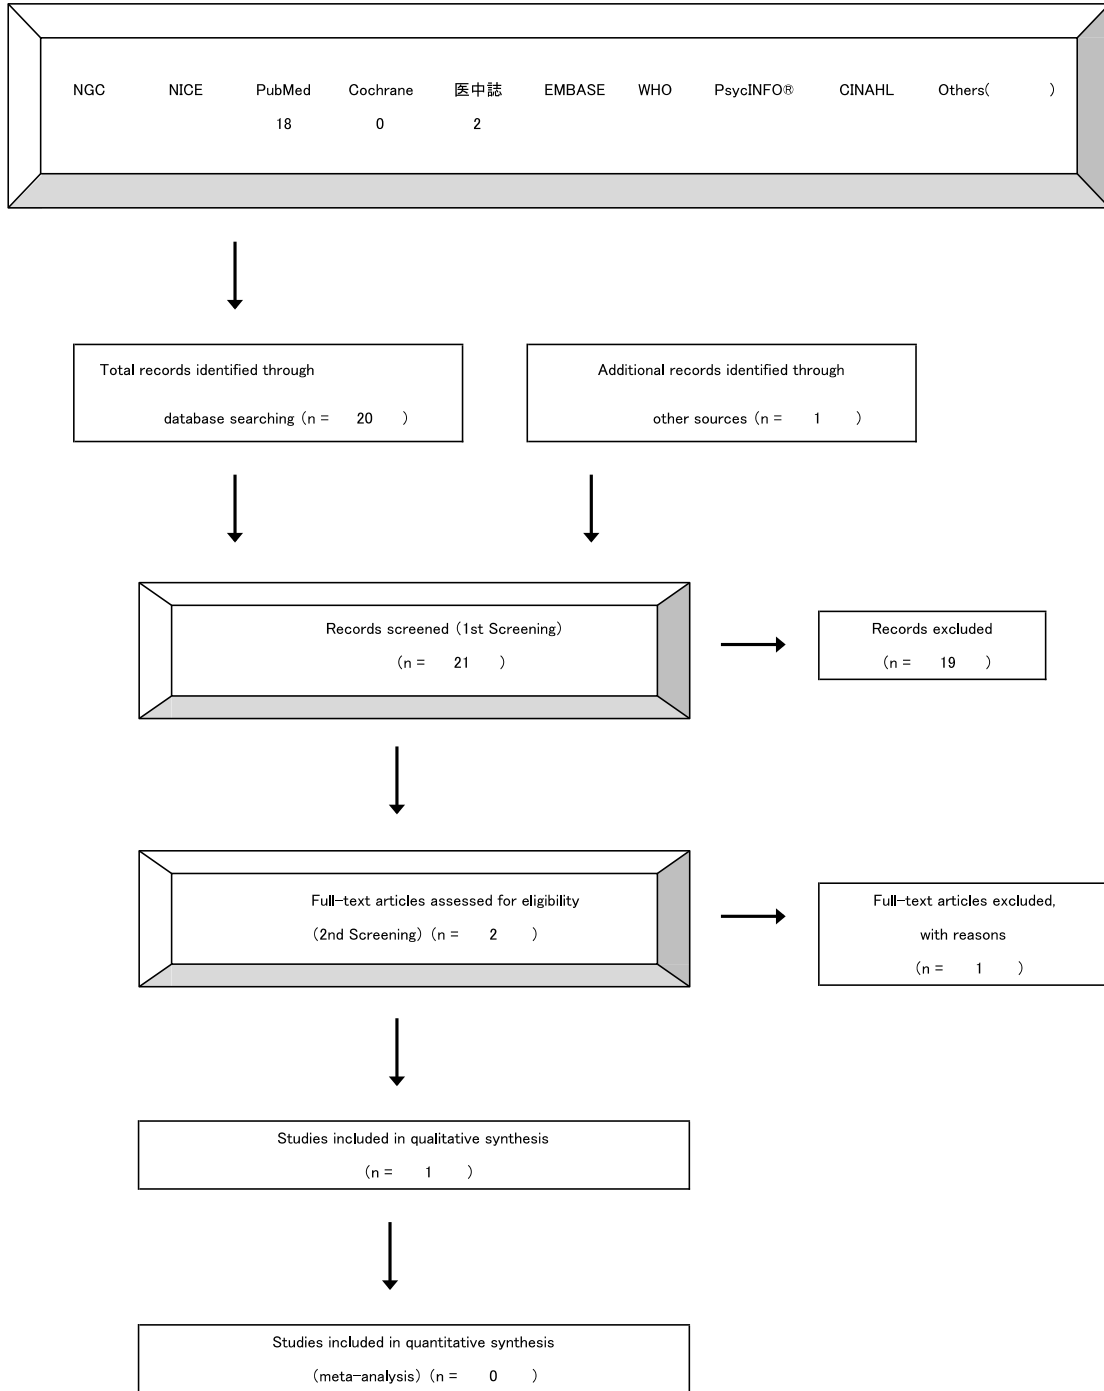 NGC NICE PubMed Cochrane 医中誌 EMBASE WHO PsycINFO® CINAHL Others( )
18 0 2
Total records identified through
database searching (n = 20 )
Additional records identified through
other sources (n = 1 )
Records screened (1st Screening)
(n = 21 )
Records excluded
(n = 19 )
Full-text articles assessed for eligibility
(2nd Screening) (n = 2 )
Full-text articles excluded,
with reasons
(n = 1 )
Studies included in qualitative synthesis
(n = 1 )
Studies included in quantitative synthesis
(meta-analysis) (n = 0 )